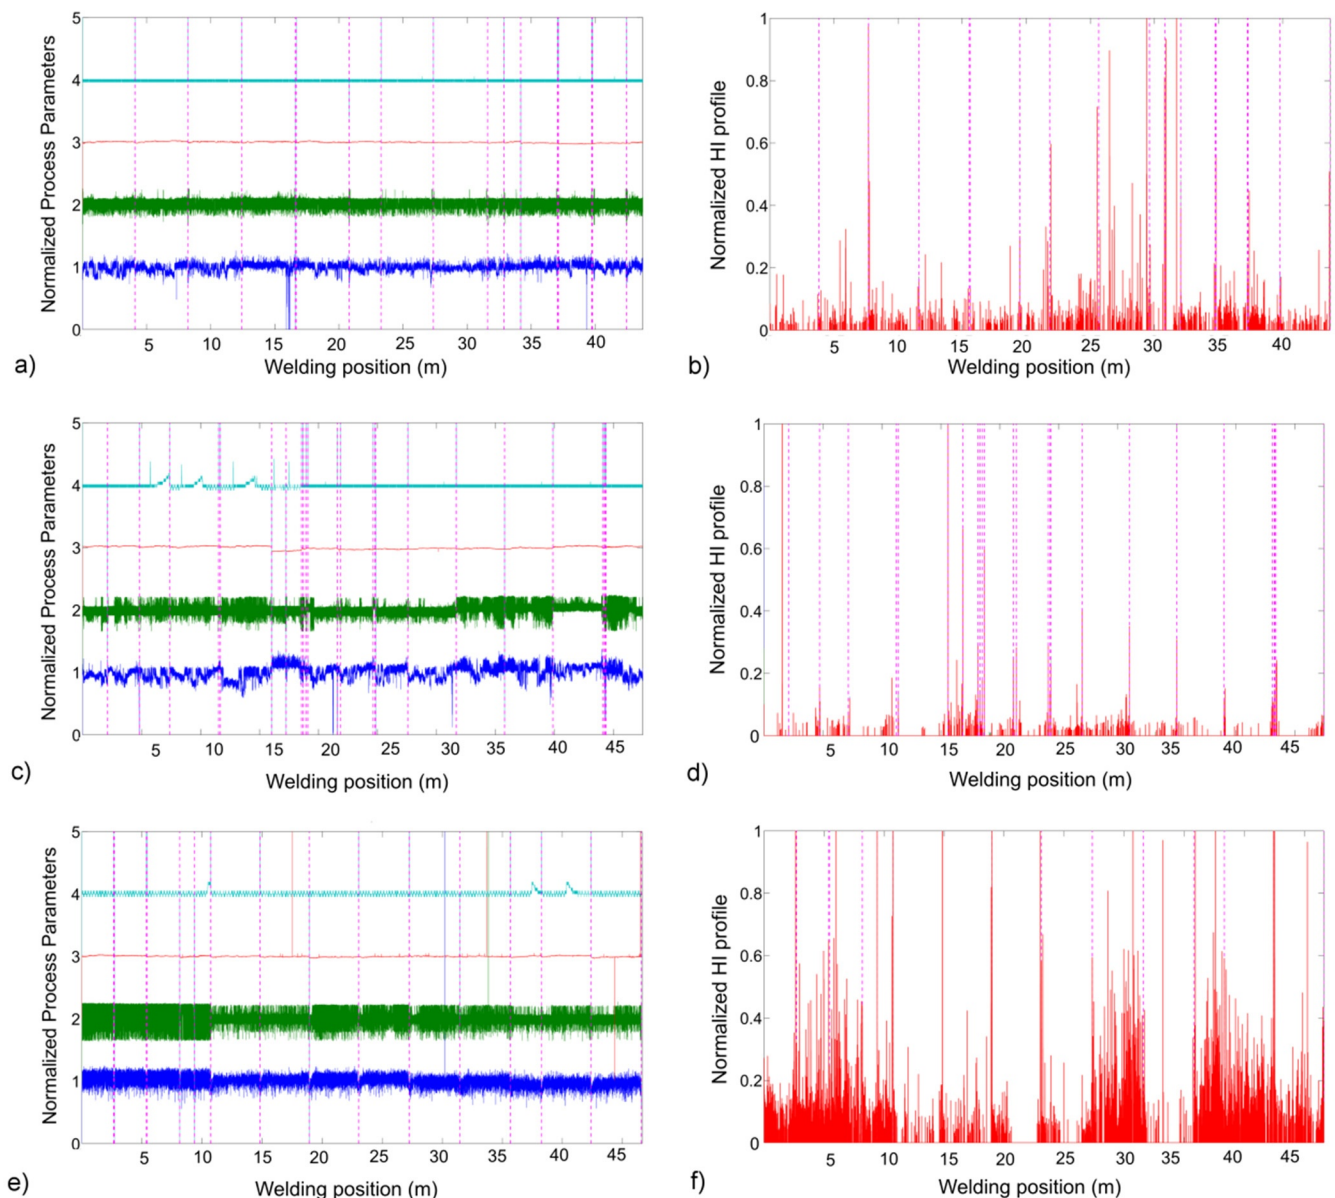 Normalized Process Parameters
5
4
3
2
1
0
5 10 15 20 25 30 35 40
Welding position (m)
a)
Normalized HI profile
1
0.8
0.6
0.4
0.2
0
5 10 15 20 25 30 35 40
Welding position (m)
b)
Normalized Process Parameters
5
4
3
2
1
0
5 10 15 20 25 30 35 40 45
Welding position (m)
c)
Normalized HI profile
1
0.8
0.6
0.4
0.2
0
5 10 15 20 25 30 35 40 45
Welding position (m)
d)
Normalized Process Parameters
5
4
3
2
1
0
5 10 15 20 25 30 35 40 45
Welding position (m)
e)
Normalized HI profile
1
0.8
0.6
0.4
0.2
0
5 10 15 20 25 30 35 40 45
Welding position (m)
f)